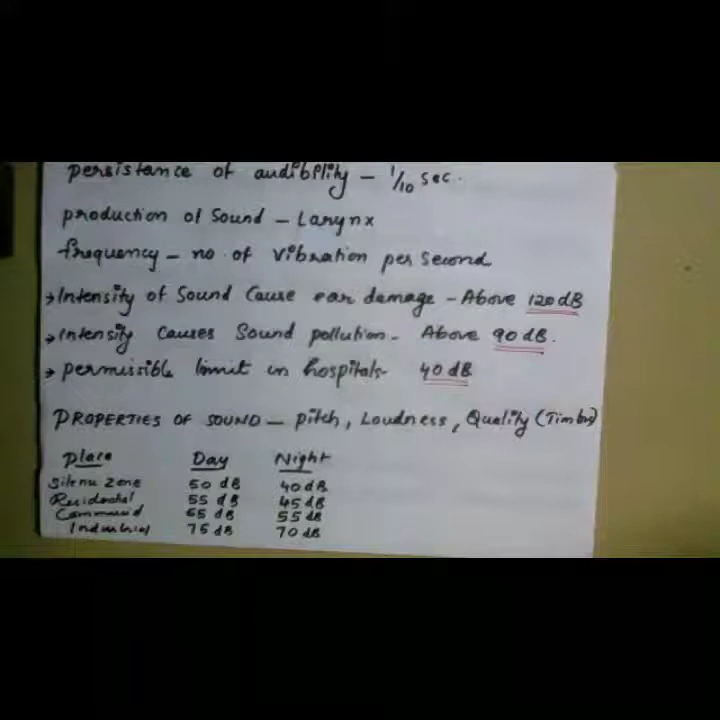 persistance of audibility – 1/10 sec.
production of Sound – Larynx
frequency – no. of vibration per second
→ Intensity of Sound Cause ear damage – Above 120 dB
→ Intensity Causes Sound pollution – Above 90 dB.
→ permissible limit in hospitals – 40 dB
PROPERTIES OF SOUND – pitch, Loudness, Quality (Timbre)
Place Day Night
Silence Zone 50 dB 40 dB
Residential 55 dB 45 dB
Commercial 65 dB 55 dB
Industrial 75 dB 70 dB